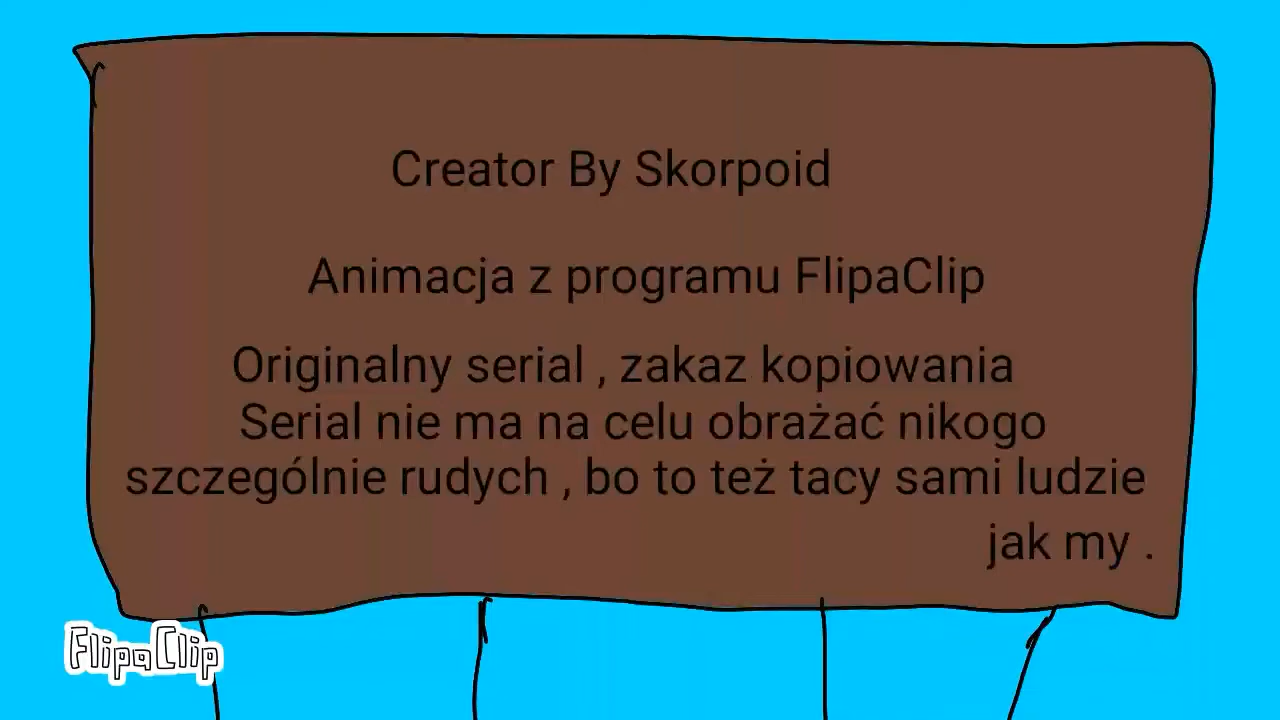 Creator By Skorpoid
Animacja z programu FlipaClip
Originalny serial , zakaz kopiowania
Serial nie ma na celu obrażać nikogo
szczególnie rudych , bo to też tacy sami ludzie
jak my .
FlipaClip